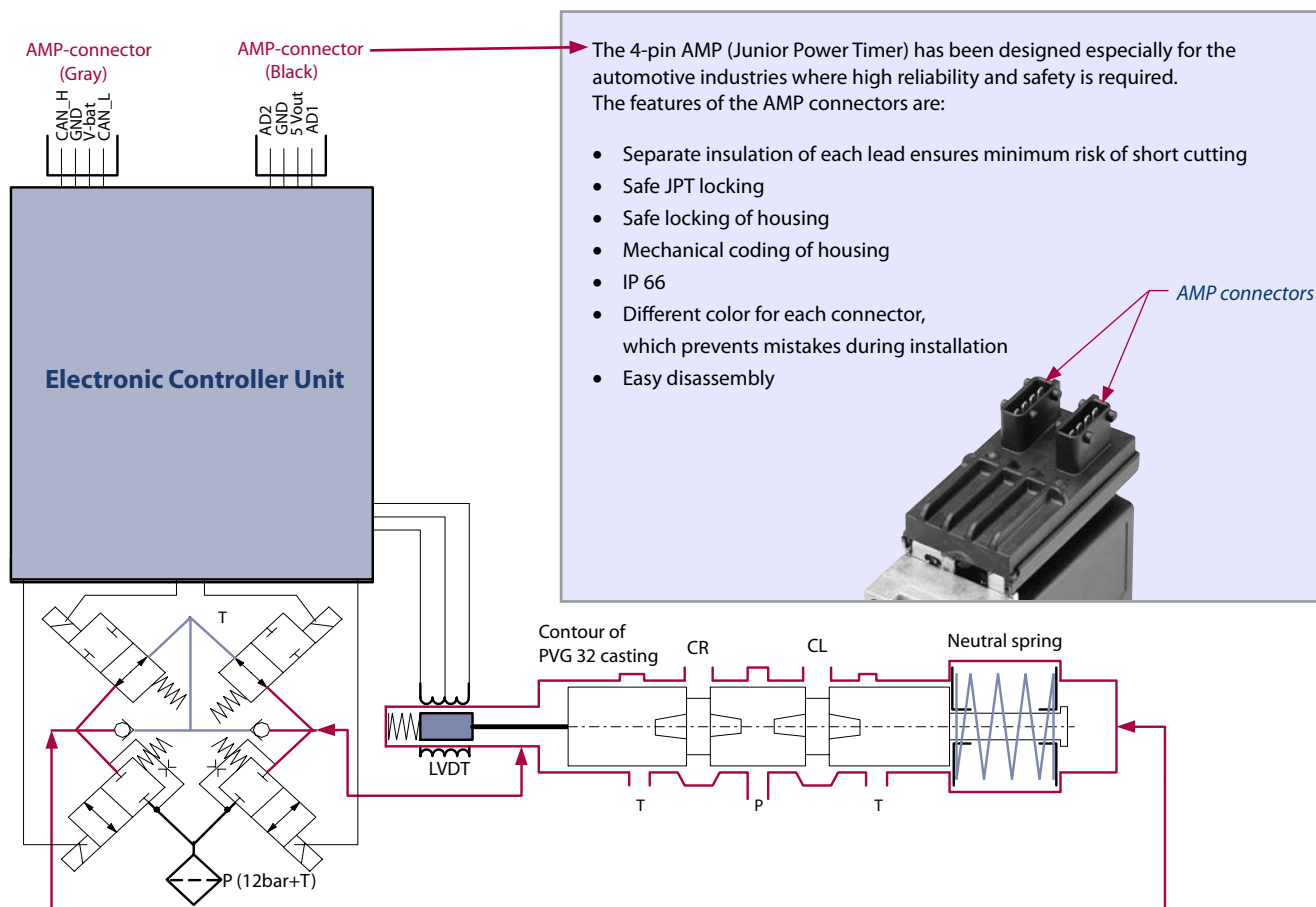 AMP-connector
(Gray)
AMP-connector
(Black)
CAN_H
GND
V-bat
CAN_L
AD2
GND
5 Vout
AD1
The 4-pin AMP (Junior Power Timer) has been designed especially for the
automotive industries where high reliability and safety is required.
The features of the AMP connectors are:
• Separate insulation of each lead ensures minimum risk of short cutting
• Safe JPT locking
• Safe locking of housing
• Mechanical coding of housing
• IP 66
• Different color for each connector,
which prevents mistakes during installation
• Easy disassembly
AMP connectors
Electronic Controller Unit
T
Contour of
PVG 32 casting
CR
CL
Neutral spring
LVDT
T
P
T
P (12bar+T)